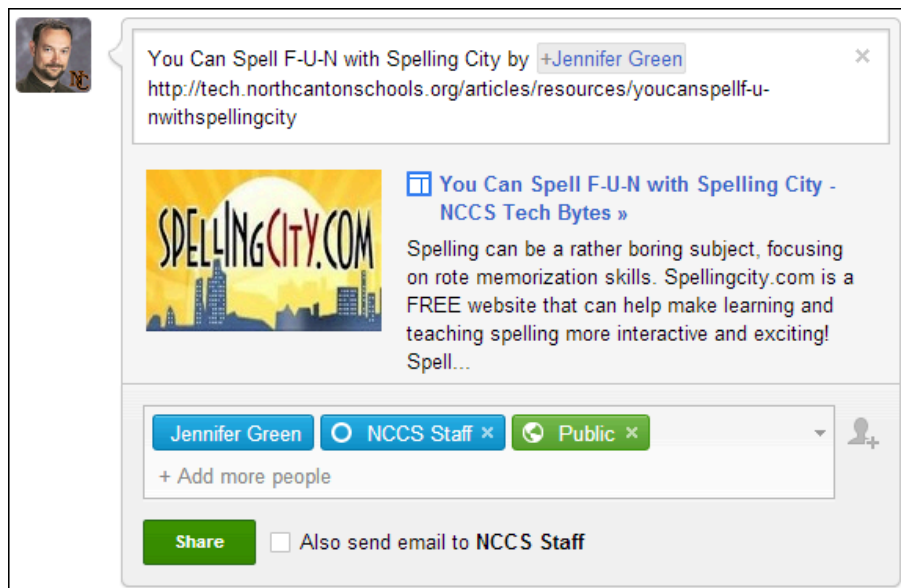 NC
You Can Spell F-U-N with Spelling City by +Jennifer Green
http://tech.northcantonschools.org/articles/resources/youcanspellf-u-
nwithspellingcity
SPELLINGCITY.COM
You Can Spell F-U-N with Spelling City -
NCCS Tech Bytes »
Spelling can be a rather boring subject, focusing
on rote memorization skills. Spellingcity.com is a
FREE website that can help make learning and
teaching spelling more interactive and exciting!
Spell...
Jennifer Green NCCS Staff × Public ×
+ Add more people
Share Also send email to NCCS Staff